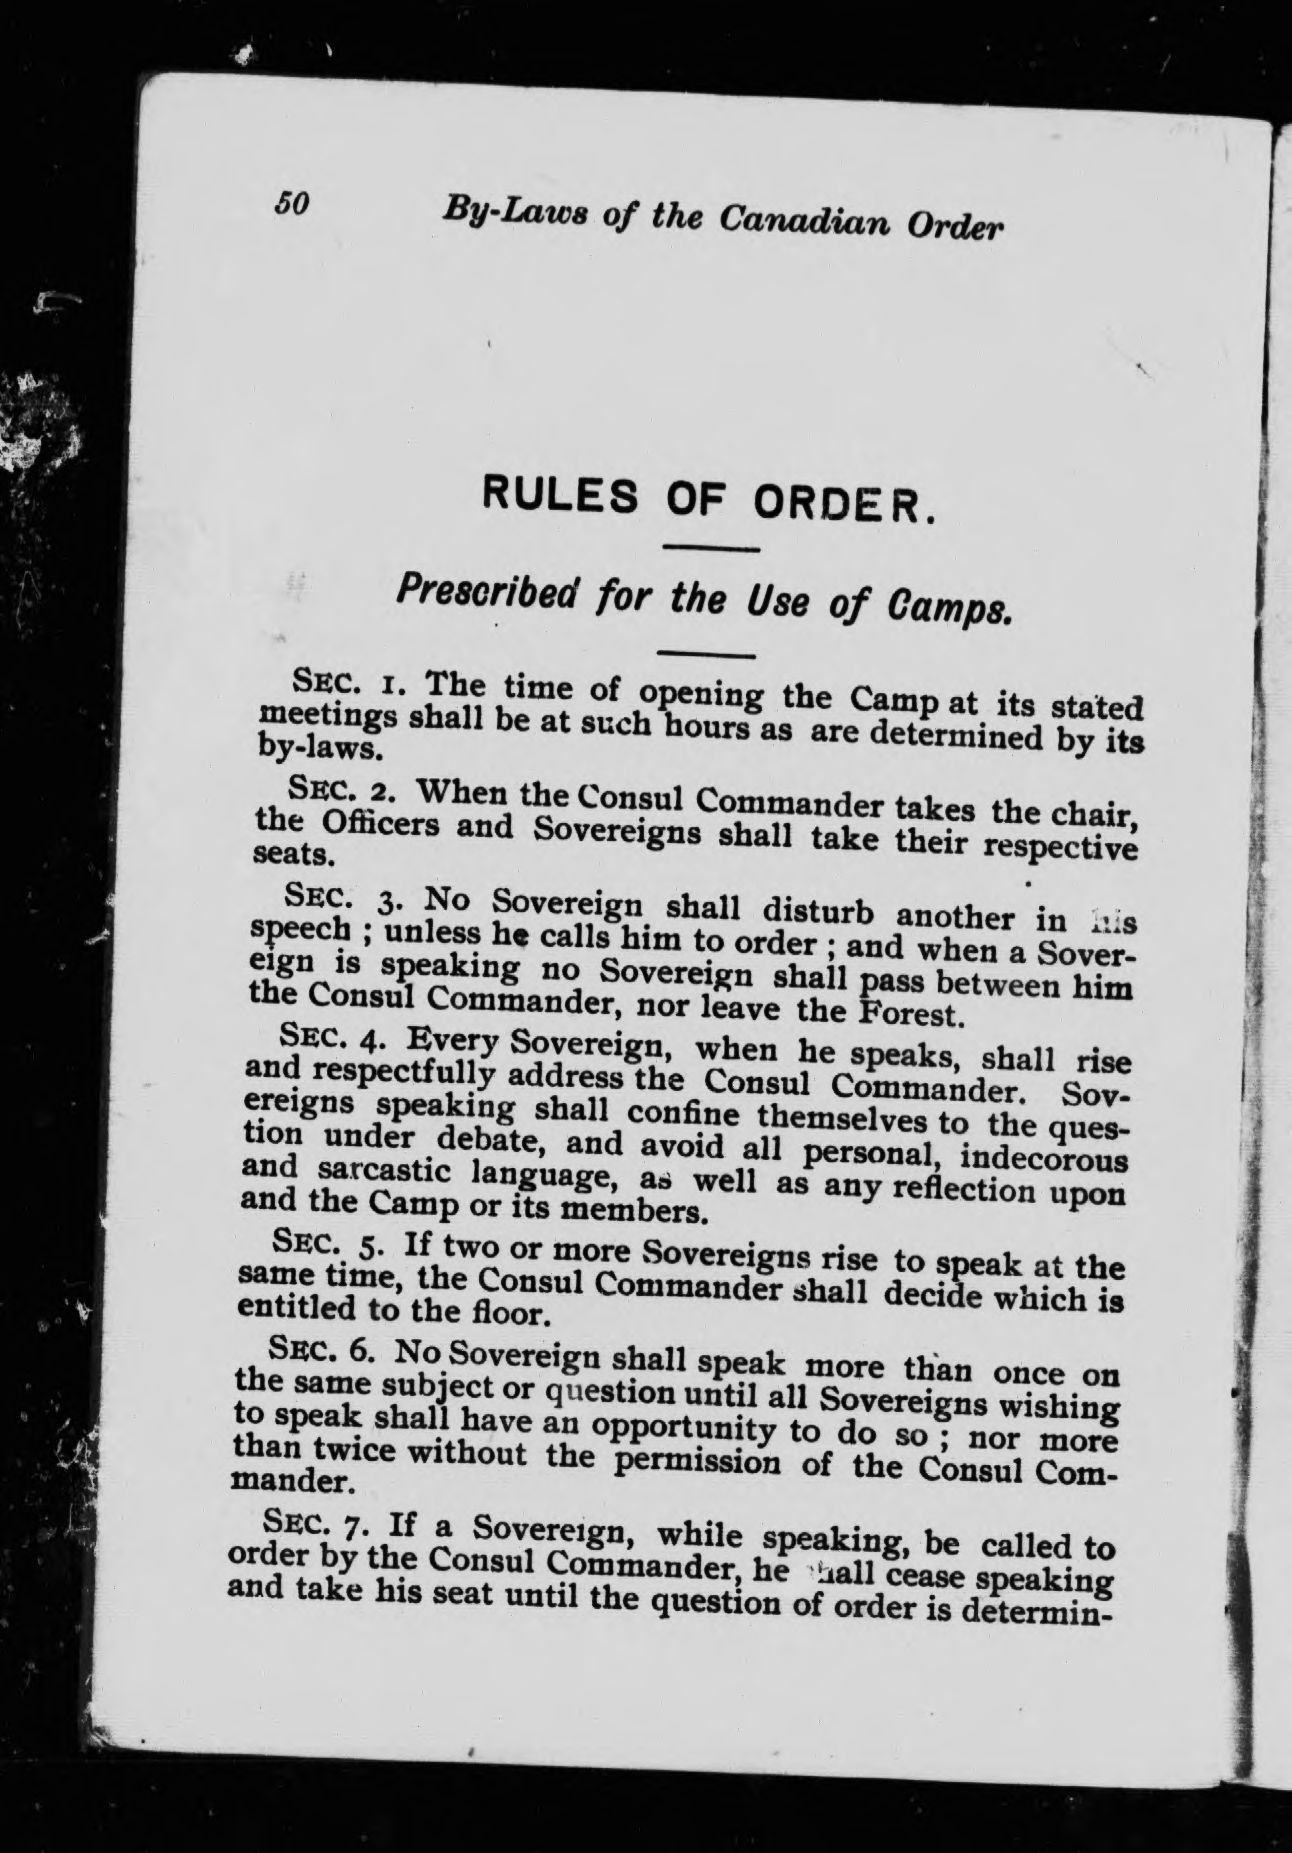 50 By-Laws of the Canadian Order
RULES OF ORDER.
Prescribed for the Use of Camps.
SEC. 1. The time of opening the Camp at its stated
meetings shall be at such hours as are determined by its
by-laws.
SEC. 2. When the Consul Commander takes the chair,
the Officers and Sovereigns shall take their respective
seats.
SEC. 3. No Sovereign shall disturb another in his
speech ; unless he calls him to order ; and when a Sover-
eign is speaking no Sovereign shall pass between him
the Consul Commander, nor leave the Forest.
SEC. 4. Every Sovereign, when he speaks, shall rise
and respectfully address the Consul Commander. Sov-
ereigns speaking shall confine themselves to the ques-
tion under debate, and avoid all personal, indecorous
and sarcastic language, as well as any reflection upon
and the Camp or its members.
SEC. 5. If two or more Sovereigns rise to speak at the
same time, the Consul Commander shall decide which is
entitled to the floor.
SEC. 6. No Sovereign shall speak more than once on
the same subject or question until all Sovereigns wishing
to speak shall have an opportunity to do so ; nor more
than twice without the permission of the Consul Com-
mander.
SEC. 7. If a Sovereign, while speaking, be called to
order by the Consul Commander, he shall cease speaking
and take his seat until the question of order is determin-